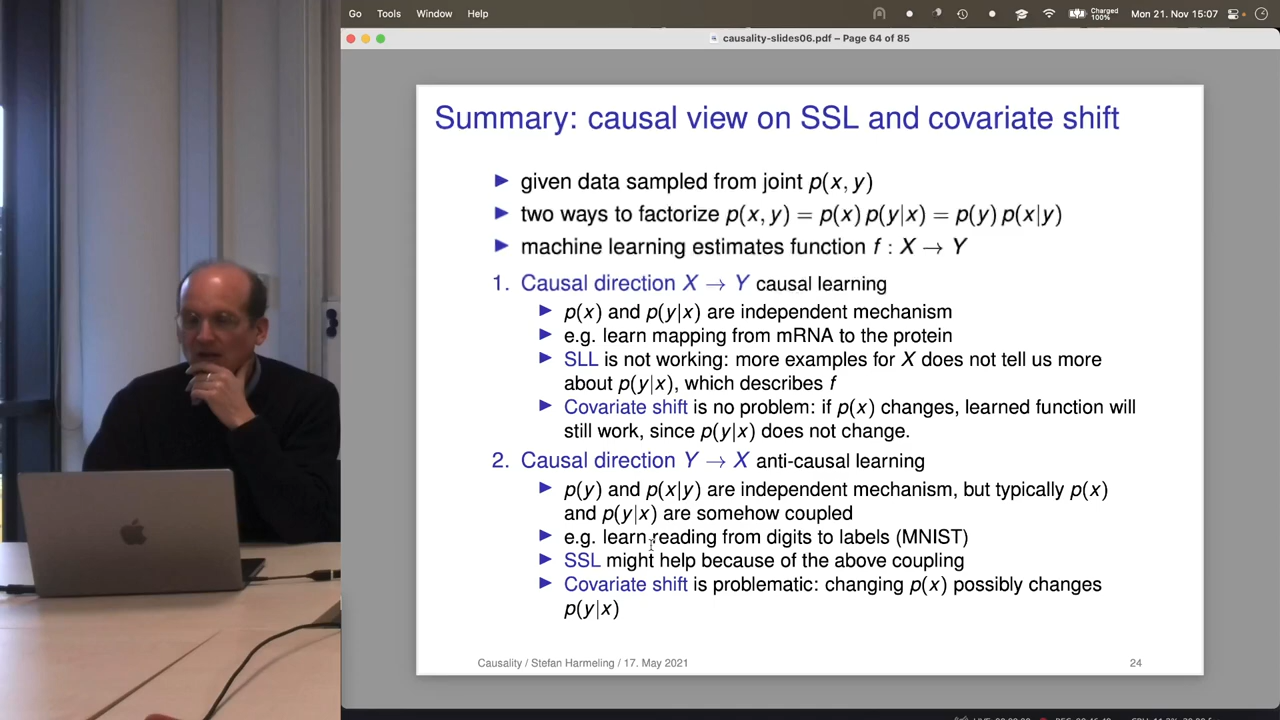 Go Tools Window Help Charged 100% Mon 21. Nov 15:07
causality-slides06.pdf – Page 64 of 85
Summary: causal view on SSL and covariate shift
► given data sampled from joint p(x, y)
► two ways to factorize p(x, y) = p(x) p(y|x) = p(y) p(x|y)
► machine learning estimates function f : X → Y
1. Causal direction X → Y causal learning
► p(x) and p(y|x) are independent mechanism
► e.g. learn mapping from mRNA to the protein
► SLL is not working: more examples for X does not tell us more
about p(y|x), which describes f
► Covariate shift is no problem: if p(x) changes, learned function will
still work, since p(y|x) does not change.
2. Causal direction Y → X anti-causal learning
► p(y) and p(x|y) are independent mechanism, but typically p(x)
and p(y|x) are somehow coupled
► e.g. learn reading from digits to labels (MNIST)
► SSL might help because of the above coupling
► Covariate shift is problematic: changing p(x) possibly changes
p(y|x)
Causality / Stefan Harmeling / 17. May 2021 24